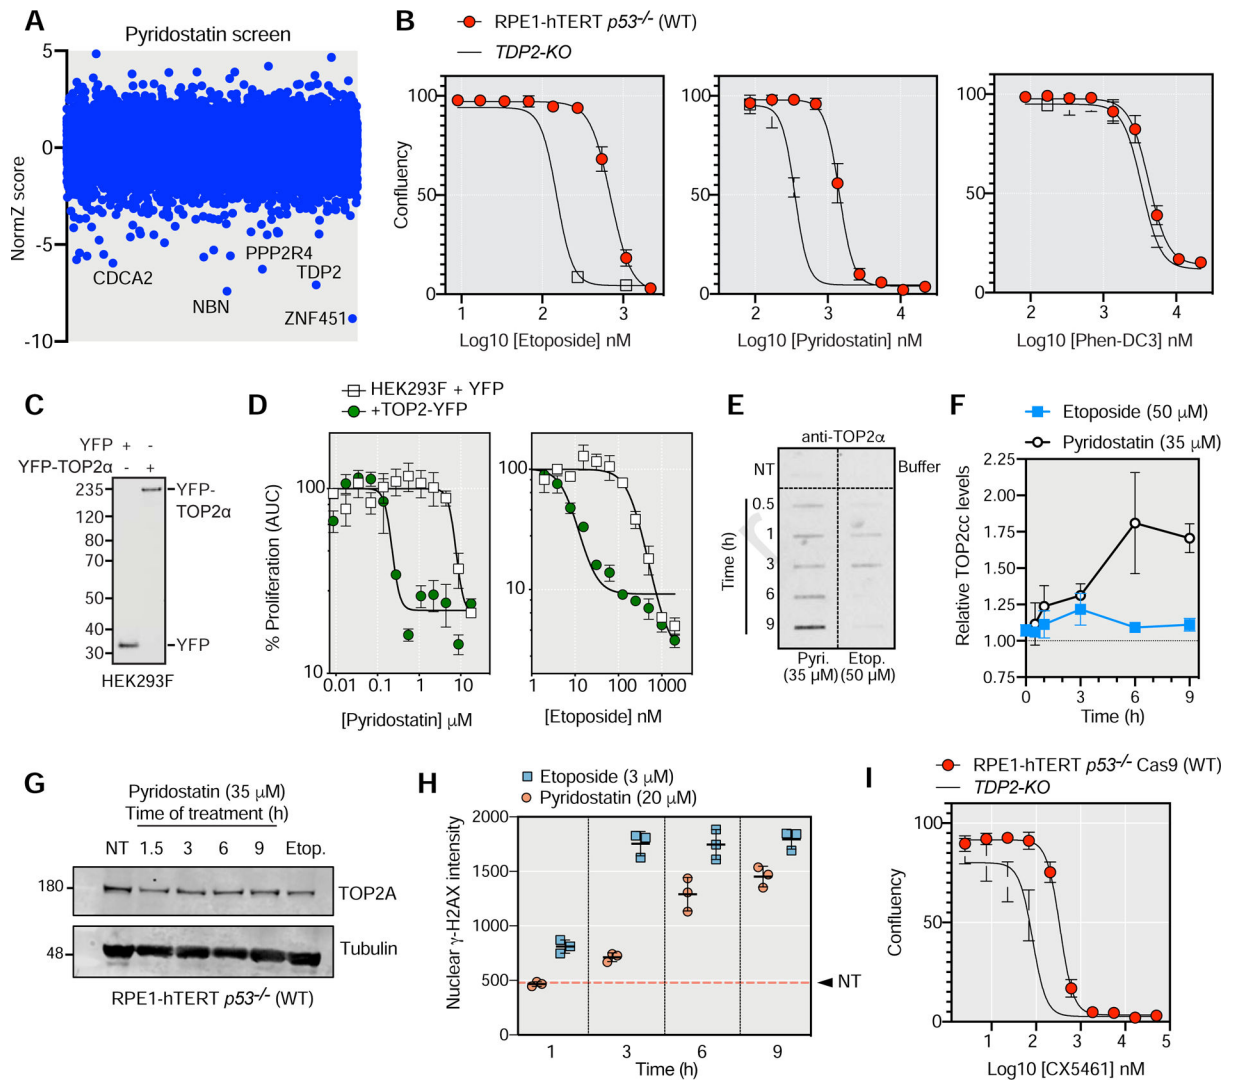 A
Pyridostatin screen
NormZ score
5
0
-5
-10
CDCA2
PPP2R4
TDP2
NBN
ZNF451
B
RPE1-hTERT p53-/- (WT)
TDP2-KO
Confluency
100
50
0
1 2 3
Log10 [Etoposide] nM
100
50
0
2 3 4
Log10 [Pyridostatin] nM
100
50
0
2 3 4
Log10 [Phen-DC3] nM
C
YFP + -
YFP-TOP2α - +
235
120
80
70
50
40
30
YFP-
TOP2α
YFP
HEK293F
D
HEK293F + YFP
+TOP2-YFP
% Proliferation (AUC)
100
10
0.01 0.1 1 10
[Pyridostatin] μM
100
10
1 10 100 1000
[Etoposide] nM
E
anti-TOP2α
NT
Buffer
Time (h)
0.5
1
3
6
9
Pyri. Etop.
(35 μM) (50 μM)
F
Etoposide (50 μM)
Pyridostatin (35 μM)
Relative TOP2cc levels
2.25
2.00
1.75
1.50
1.25
1.00
0.75
0 3 6 9
Time (h)
G
Pyridostatin (35 μM)
Time of treatment (h)
NT 1.5 3 6 9 Etop.
180
TOP2A
48
Tubulin
RPE1-hTERT p53-/- (WT)
H
Etoposide (3 μM)
Pyridostatin (20 μM)
Nuclear γ-H2AX intensity
2000
1500
1000
500
0
NT
1 3 6 9
Time (h)
I
RPE1-hTERT p53-/- Cas9 (WT)
TDP2-KO
Confluency
100
50
0
1 2 3 4 5
Log10 [CX5461] nM